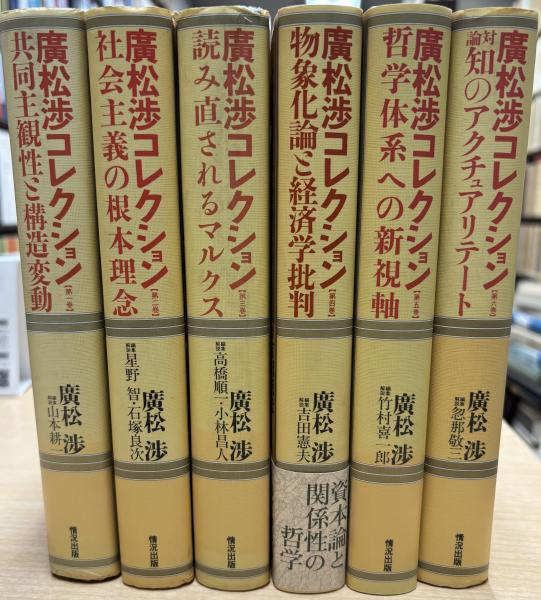 廣松渉コレクション
【第一巻】
共同主観性と構造変動
廣松 渉
編集
解説
山本耕一
情況出版
廣松渉コレクション
【第二巻】
社会主義の根本理念
廣松 渉
編集
解説
星野 智・石塚良次
情況出版
廣松渉コレクション
【第三巻】
読み直されるマルクス
廣松 渉
編集
解説
高橋順一・小林昌人
情況出版
廣松渉コレクション
【第四巻】
物象化論と経済学批判
廣松 渉
編集
解説
吉田憲夫
資本論と
関係性の
哲学
廣松渉コレクション
【第五巻】
哲学体系への新視軸
廣松 渉
編集
解説
竹村喜一郎
情況出版
廣松渉コレクション
【第六巻】
対論
知のアクチュアリテート
廣松 渉
編集
解説
忽那敬三
情況出版